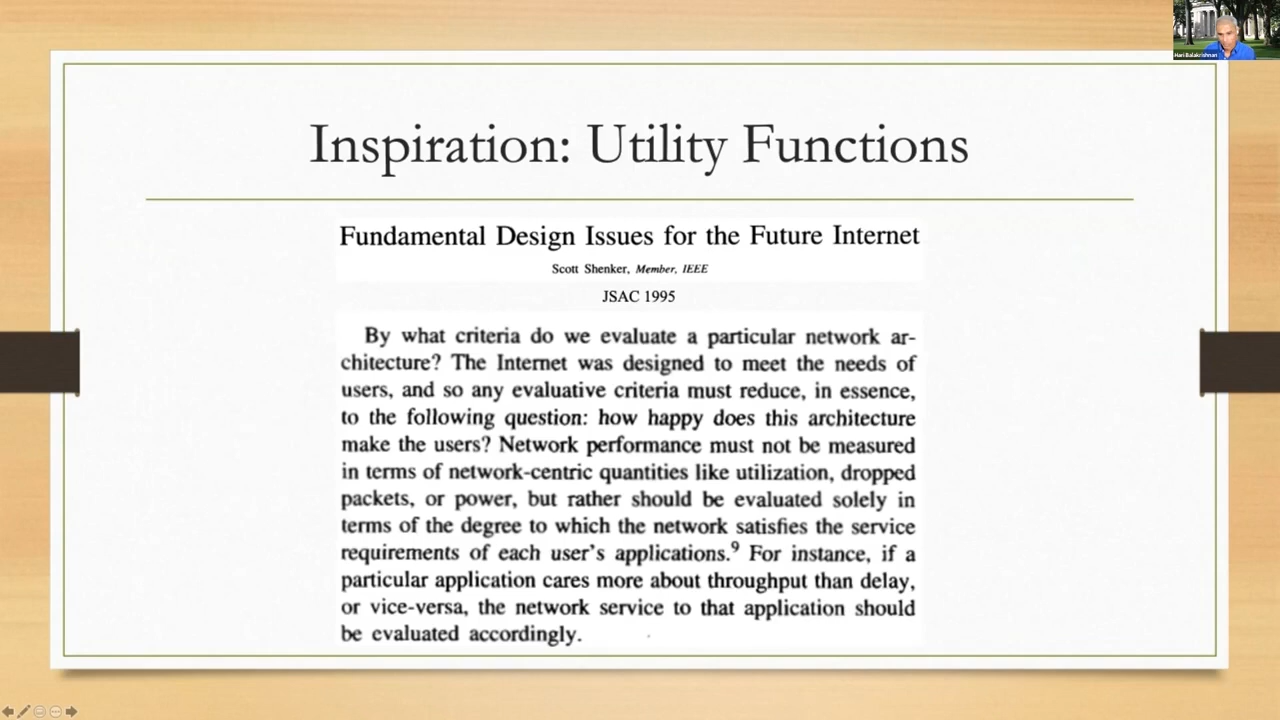 Hari Balakrishnan
Inspiration: Utility Functions
Fundamental Design Issues for the Future Internet
Scott Shenker, Member, IEEE
JSAC 1995
By what criteria do we evaluate a particular network ar-
chitecture? The Internet was designed to meet the needs of
users, and so any evaluative criteria must reduce, in essence,
to the following question: how happy does this architecture
make the users? Network performance must not be measured
in terms of network-centric quantities like utilization, dropped
packets, or power, but rather should be evaluated solely in
terms of the degree to which the network satisfies the service
requirements of each user's applications.⁹ For instance, if a
particular application cares more about throughput than delay,
or vice-versa, the network service to that application should
be evaluated accordingly.